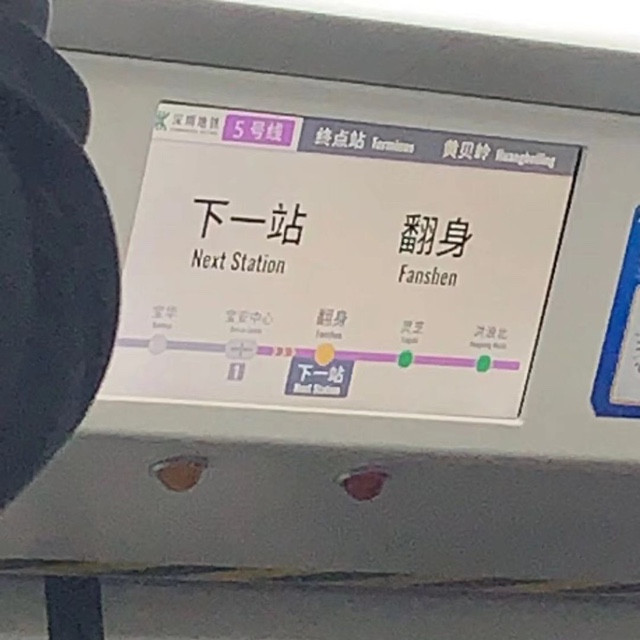 深圳地铁 5号线 终点站 Terminus 黄贝岭 Huangbeiling
下一站 翻身
Next Station Fanshen
宝华 宝安中心 翻身 灵芝 洪浪北
Fanshen
1
下一站
Next Station